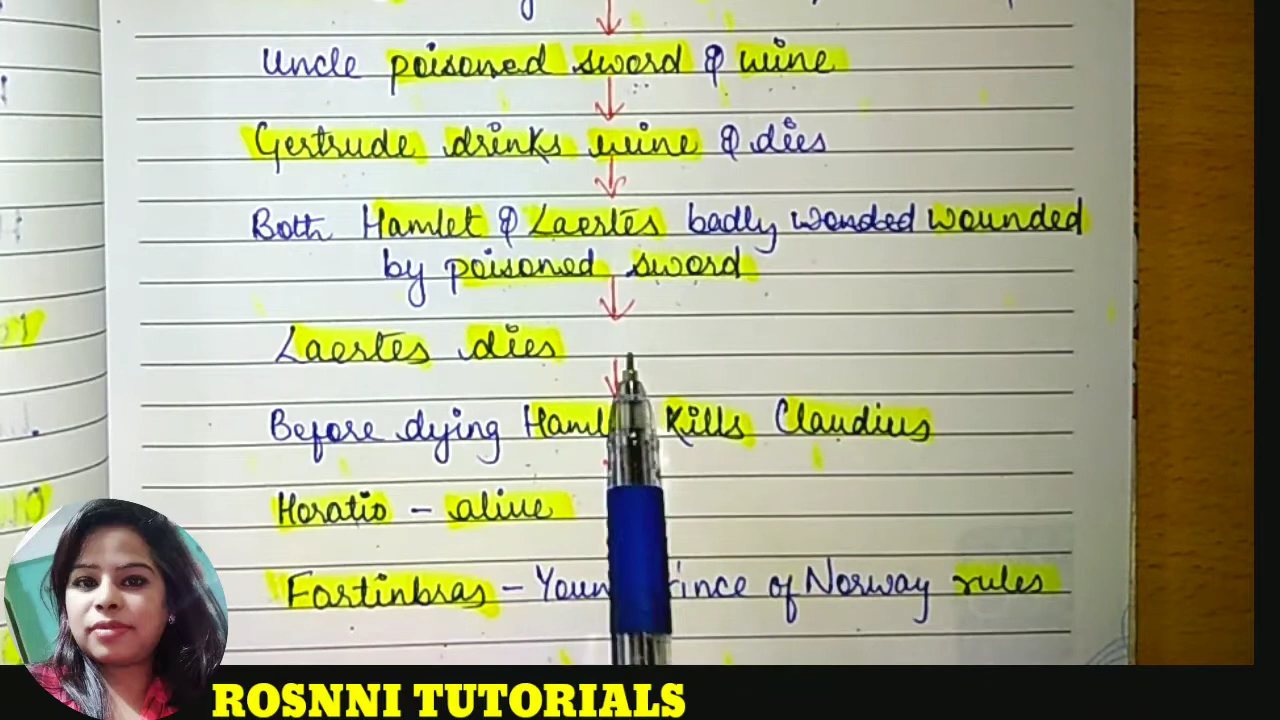 Uncle poisoned sword & wine
Gertrude drinks wine & dies
Both Hamlet & Laertes badly wonded wounded
by poisoned sword
Laertes dies
Before dying Haml Kills Claudius
Horatio - alive
Fortinbras - Youn rince of Norway rules
ROSNNI TUTORIALS